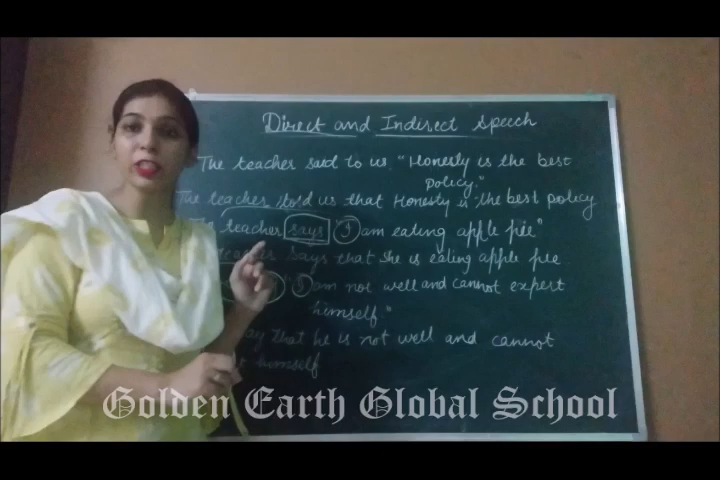 Direct and Indirect Speech
The teacher said to us, "Honesty is the best
policy."
The teacher told us that Honesty is the best policy
teacher says "I am eating apple pie"
says that she is eating apple pie.
"I am not well and cannot expert
himself"
that he is not well and cannot
himself
Golden Earth Global School